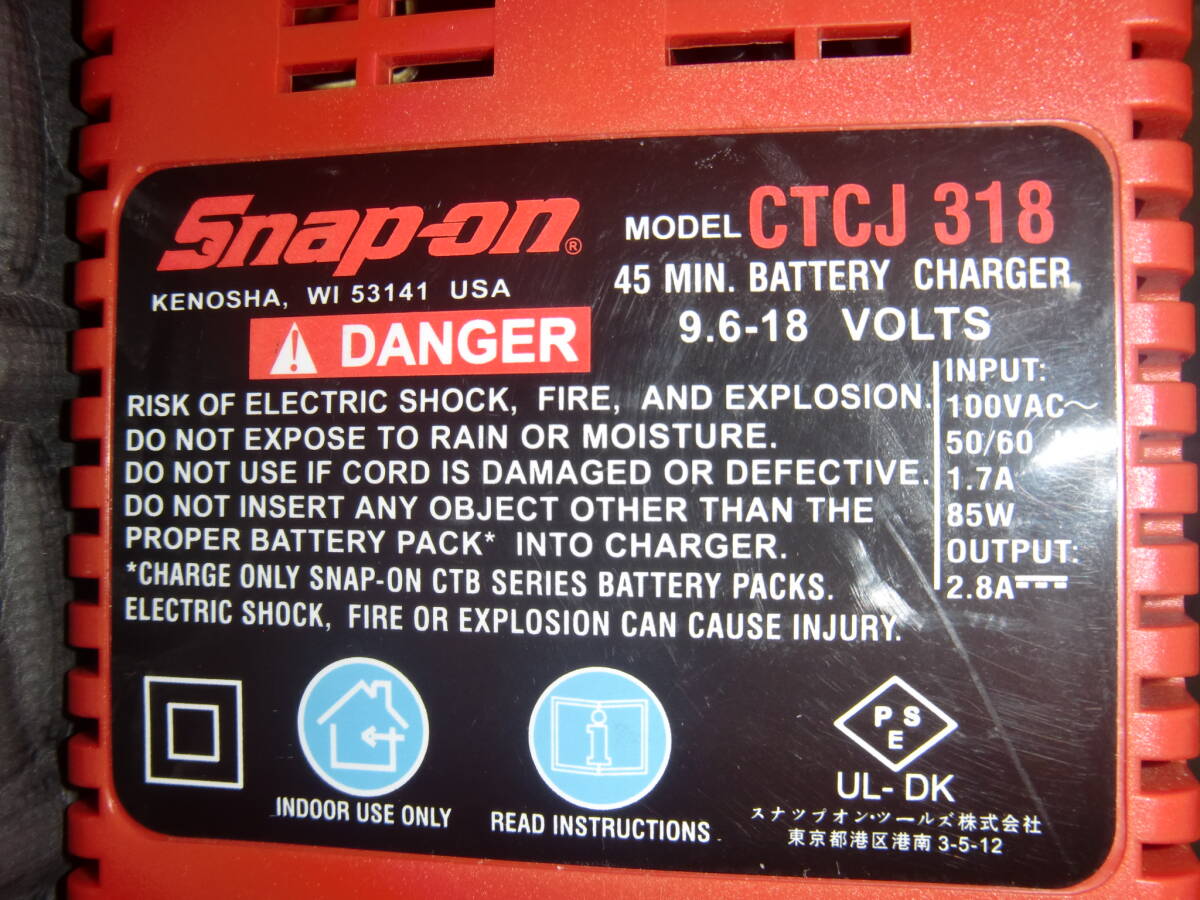 Snap-on®
KENOSHA, WI 53141 USA
MODEL CTCJ 318
45 MIN. BATTERY CHARGER
9.6-18 VOLTS
DANGER
RISK OF ELECTRIC SHOCK, FIRE, AND EXPLOSION.
DO NOT EXPOSE TO RAIN OR MOISTURE.
DO NOT USE IF CORD IS DAMAGED OR DEFECTIVE.
DO NOT INSERT ANY OBJECT OTHER THAN THE
PROPER BATTERY PACK* INTO CHARGER.
*CHARGE ONLY SNAP-ON CTB SERIES BATTERY PACKS.
ELECTRIC SHOCK, FIRE OR EXPLOSION CAN CAUSE INJURY.
INPUT:
100VAC~
50/60
1.7A
85W
OUTPUT:
2.8A⎓
INDOOR USE ONLY
i
READ INSTRUCTIONS
P S
E
UL- DK
スナツプオン・ツールズ株式会社
東京都港区港南 3-5-12